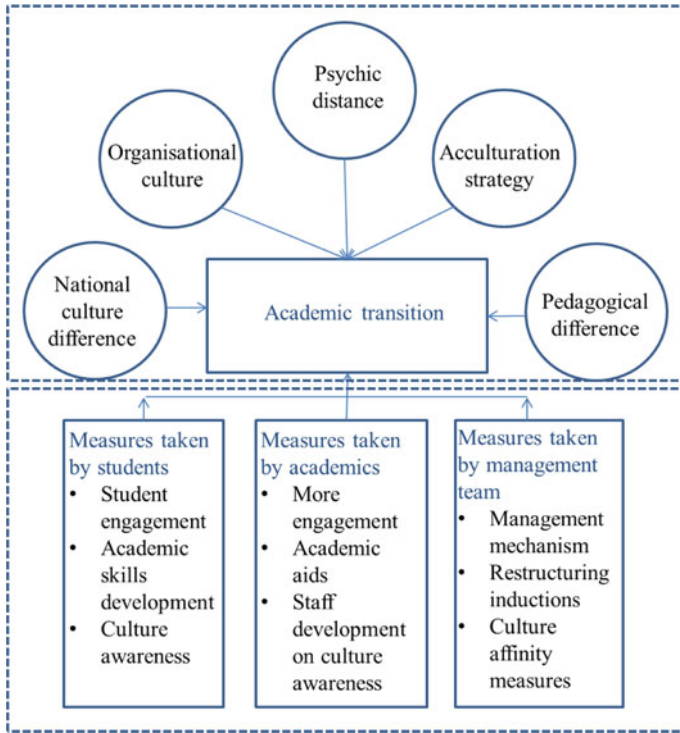 Psychic
distance
Organisational
culture
Acculturation
strategy
National
culture
difference
Academic transition
Pedagogical
difference
Measures taken
by students
• Student
engagement
• Academic
skills
development
• Culture
awareness
Measures taken
by academics
• More
engagement
• Academic
aids
• Staff
development
on culture
awareness
Measures taken
by management
team
• Management
mechanism
• Restructuring
inductions
• Culture
affinity
measures